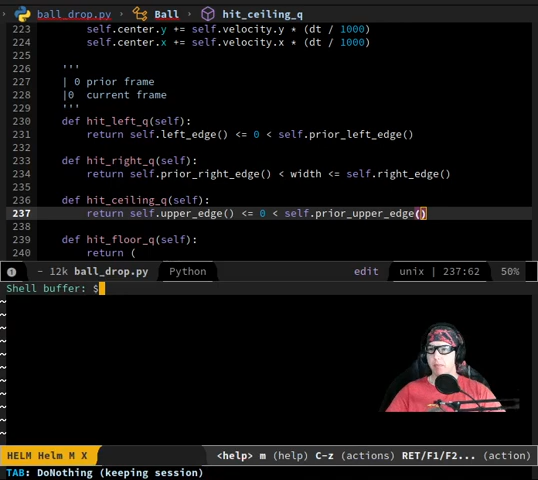 ball_drop.py › Ball › hit_ceiling_q
223 self.center.y += self.velocity.y * (dt / 1000)
224 self.center.x += self.velocity.x * (dt / 1000)
225
226 '''
227 | 0 prior frame
228 |0 current frame
229 '''
230 def hit_left_q(self):
231 return self.left_edge() <= 0 < self.prior_left_edge()
232
233 def hit_right_q(self):
234 return self.prior_right_edge() < width <= self.right_edge()
235
236 def hit_ceiling_q(self):
237 return self.upper_edge() <= 0 < self.prior_upper_edge()
238
239 def hit_floor_q(self):
240 return (
1 - 12k ball_drop.py Python edit unix | 237:62 50%
Shell buffer: $
~
~
~
~
~
~
~
~
~
HELM Helm M X <help> m (help) C-z (actions) RET/F1/F2... (action)
TAB: DoNothing (keeping session)